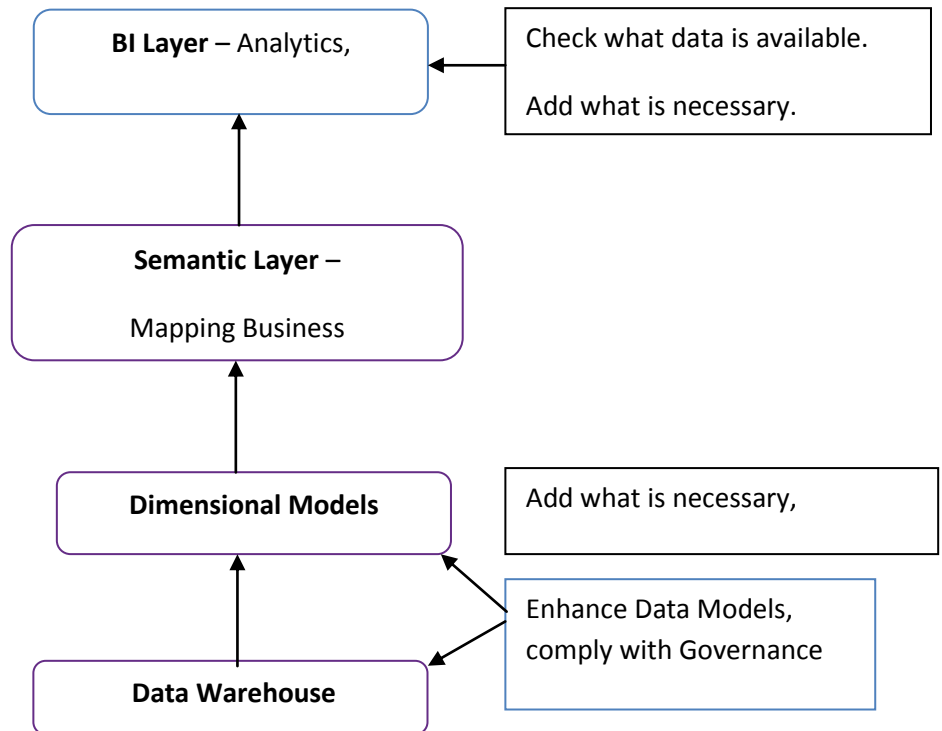 BI Layer – Analytics,
Check what data is available.
Add what is necessary.
Semantic Layer –
Mapping Business
Dimensional Models
Add what is necessary,
Enhance Data Models,
comply with Governance
Data Warehouse